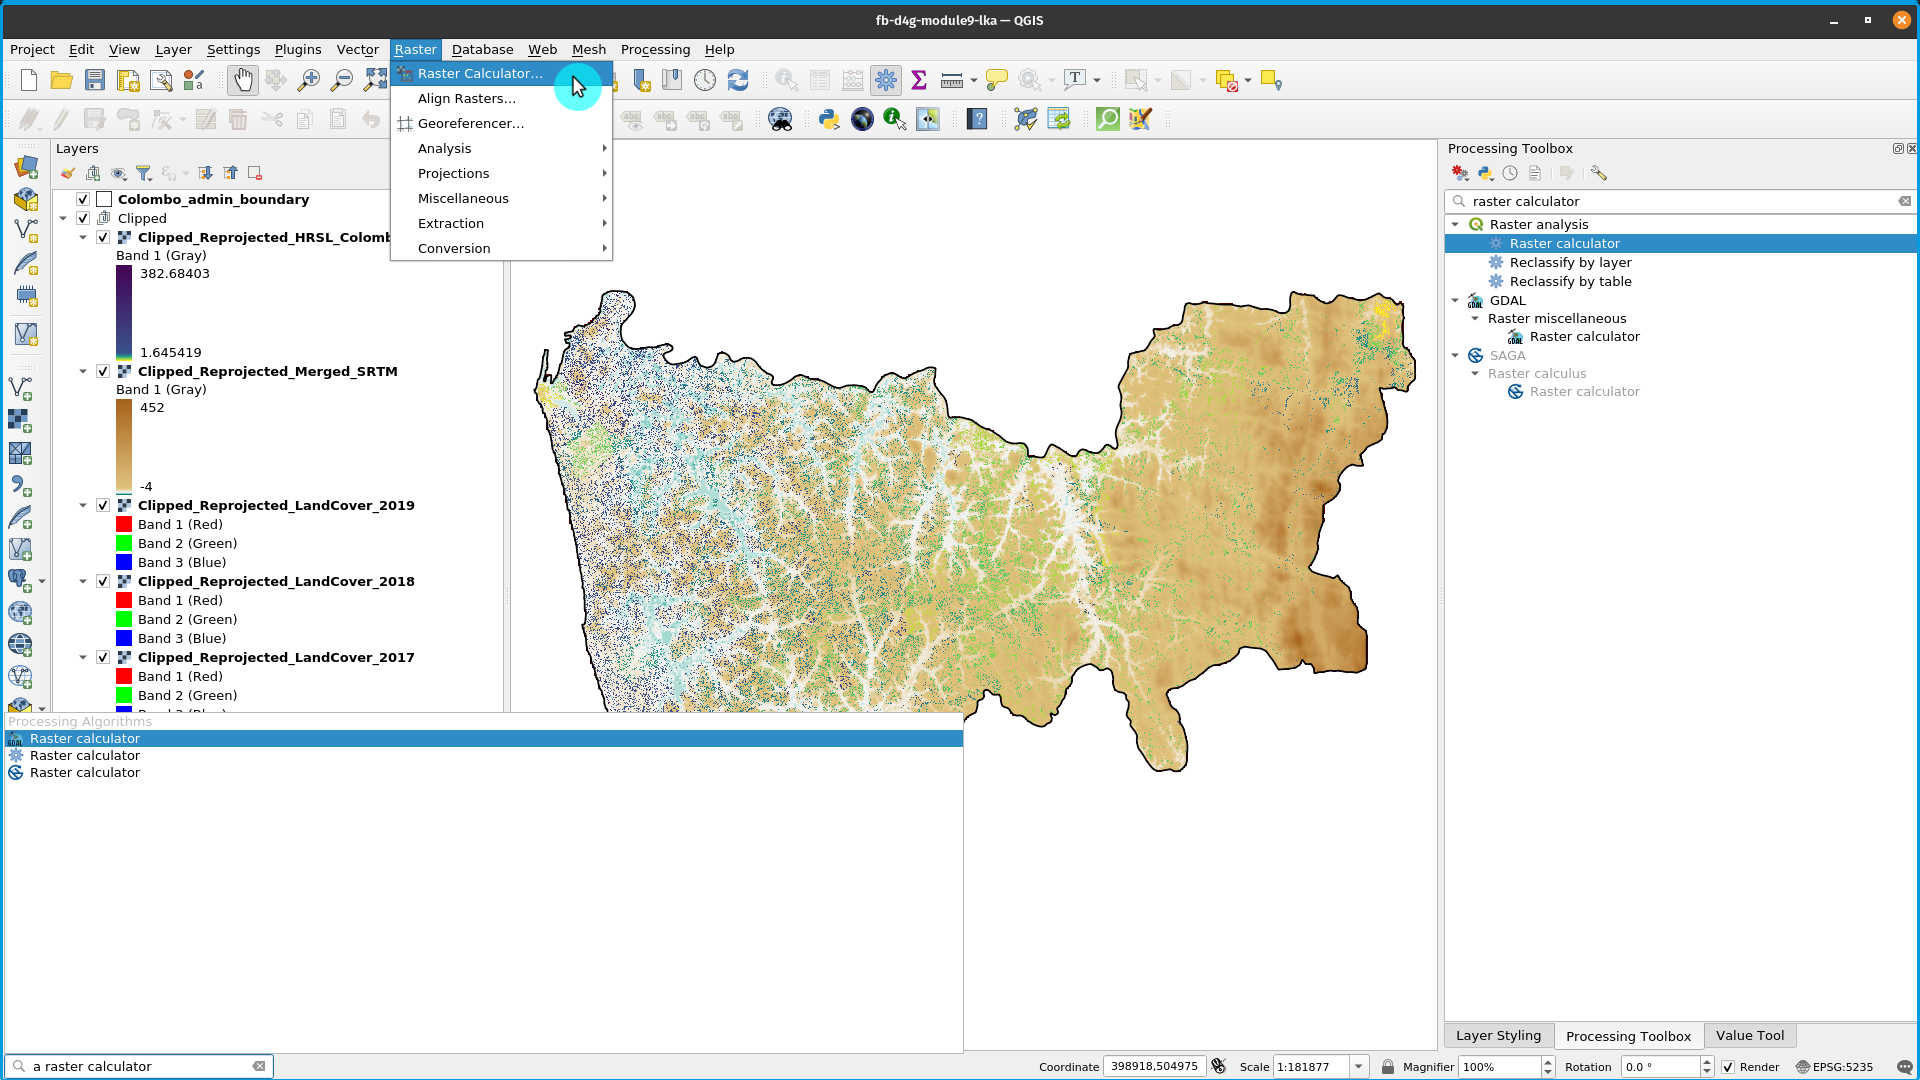 fb-d4g-module9-lka — QGIS
Project Edit View Layer Settings Plugins Vector Raster Database Web Mesh Processing Help
Raster Calculator...
Align Rasters...
Georeferencer...
Analysis
Projections
Miscellaneous
Extraction
Conversion
Layers
Colombo_admin_boundary
Clipped
Clipped_Reprojected_HRSL_Colomb
Band 1 (Gray)
382.68403
1.645419
Clipped_Reprojected_Merged_SRTM
Band 1 (Gray)
452
-4
Clipped_Reprojected_LandCover_2019
Band 1 (Red)
Band 2 (Green)
Band 3 (Blue)
Clipped_Reprojected_LandCover_2018
Band 1 (Red)
Band 2 (Green)
Band 3 (Blue)
Clipped_Reprojected_LandCover_2017
Band 1 (Red)
Band 2 (Green)
Processing Algorithms
Raster calculator
Raster calculator
Raster calculator
a raster calculator
Processing Toolbox
raster calculator
Raster analysis
Raster calculator
Reclassify by layer
Reclassify by table
GDAL
Raster miscellaneous
Raster calculator
SAGA
Raster calculus
Raster calculator
Layer Styling Processing Toolbox Value Tool
Coordinate 398918,504975 Scale 1:181877 Magnifier 100% Rotation 0.0 ° Render EPSG:5235